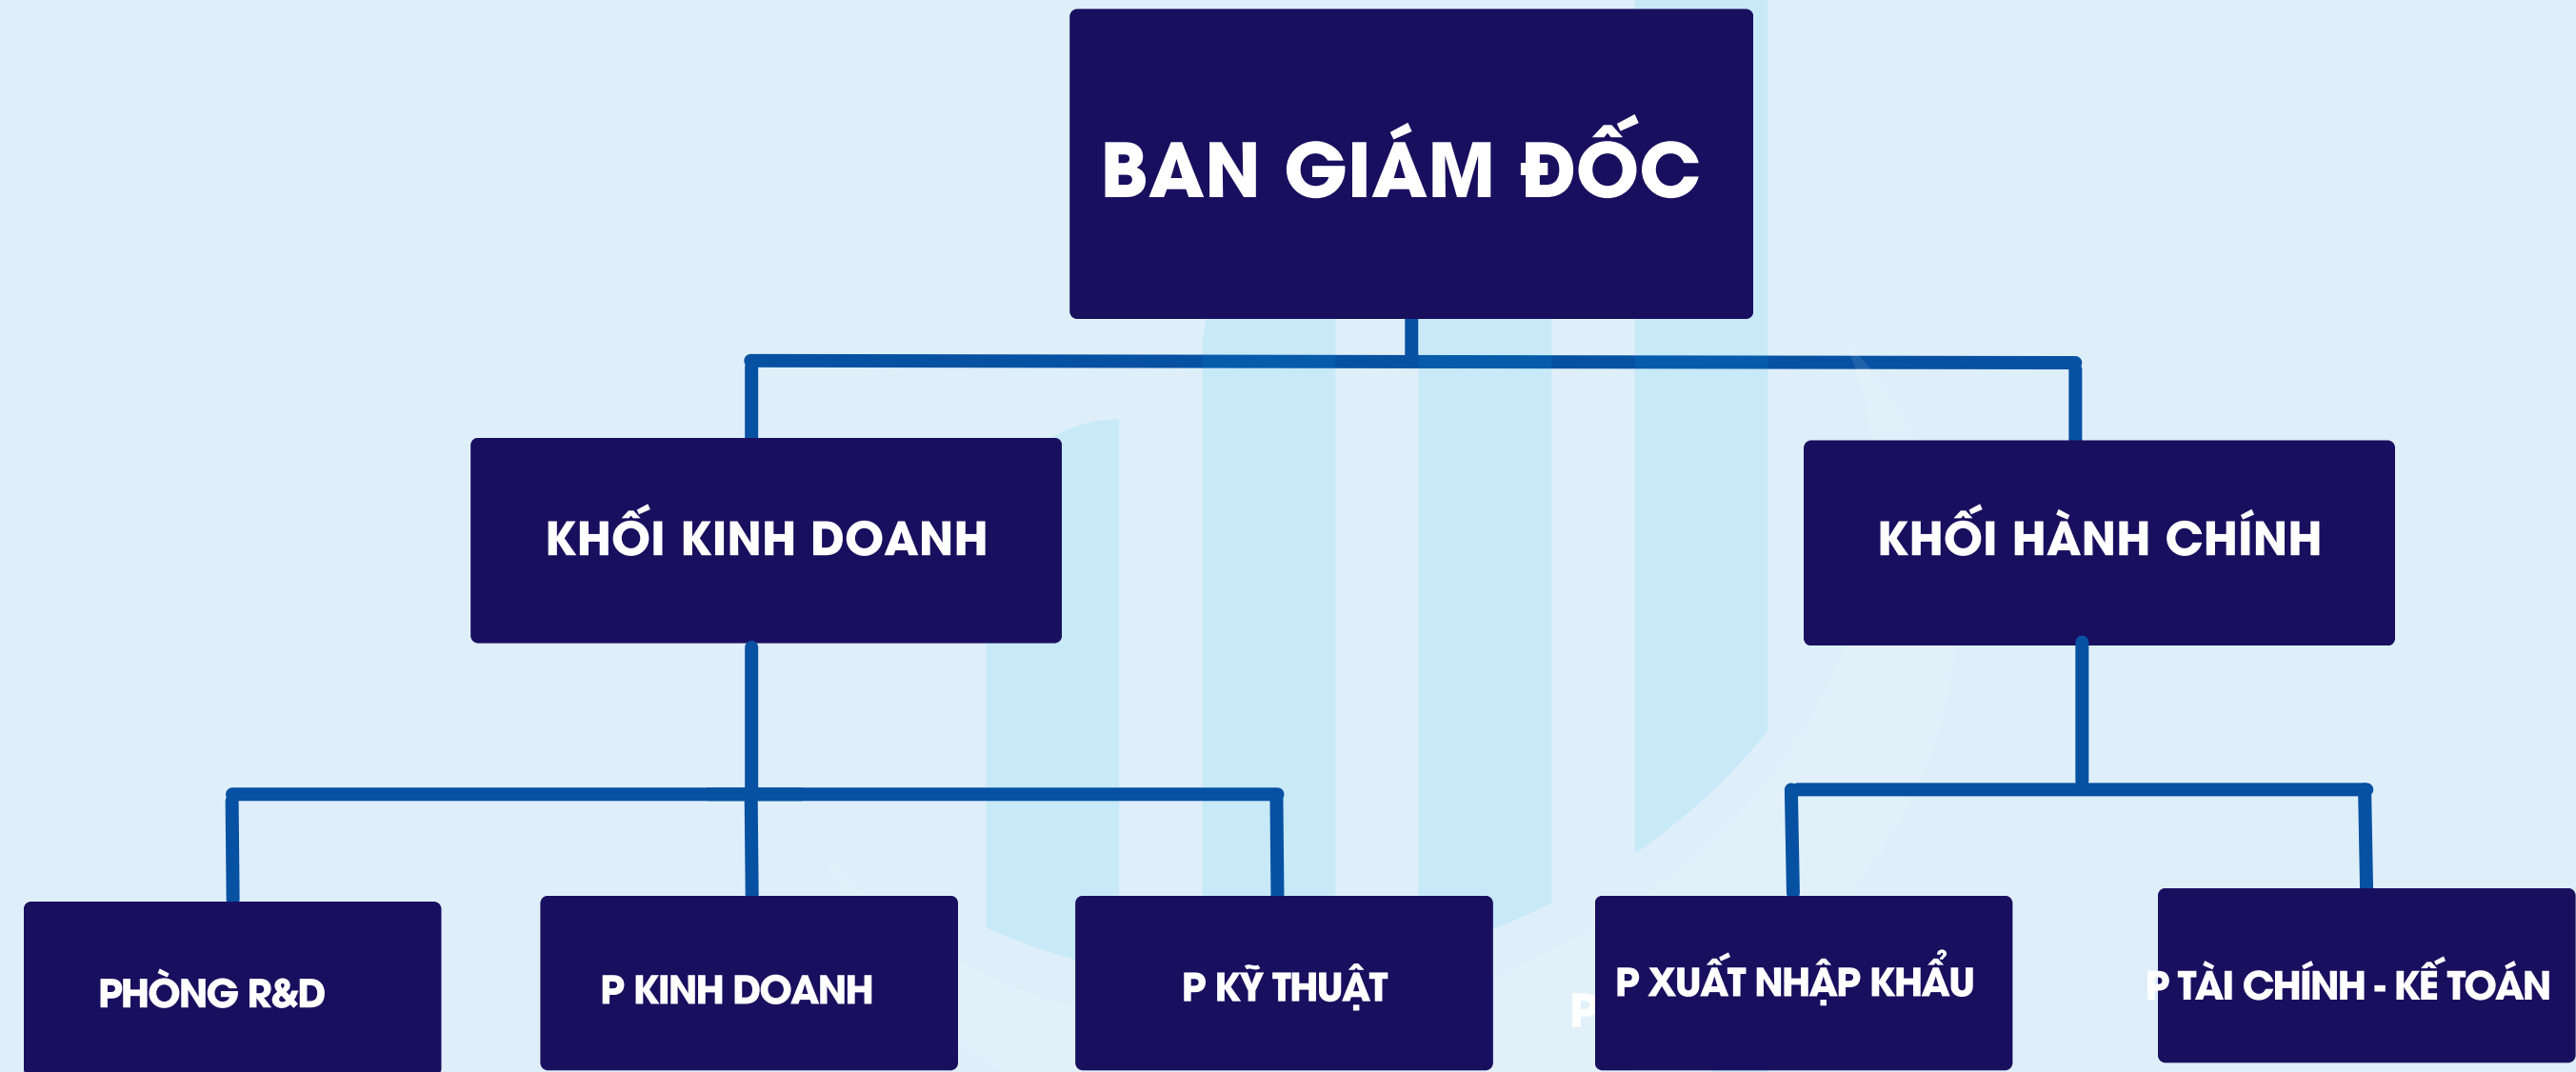 BAN GIÁM ĐỐC
KHỐI KINH DOANH
KHỐI HÀNH CHÍNH
PHÒNG R&D
P KINH DOANH
P KỸ THUẬT
P
P XUẤT NHẬP KHẨU
P TÀI CHÍNH - KẾ TOÁN